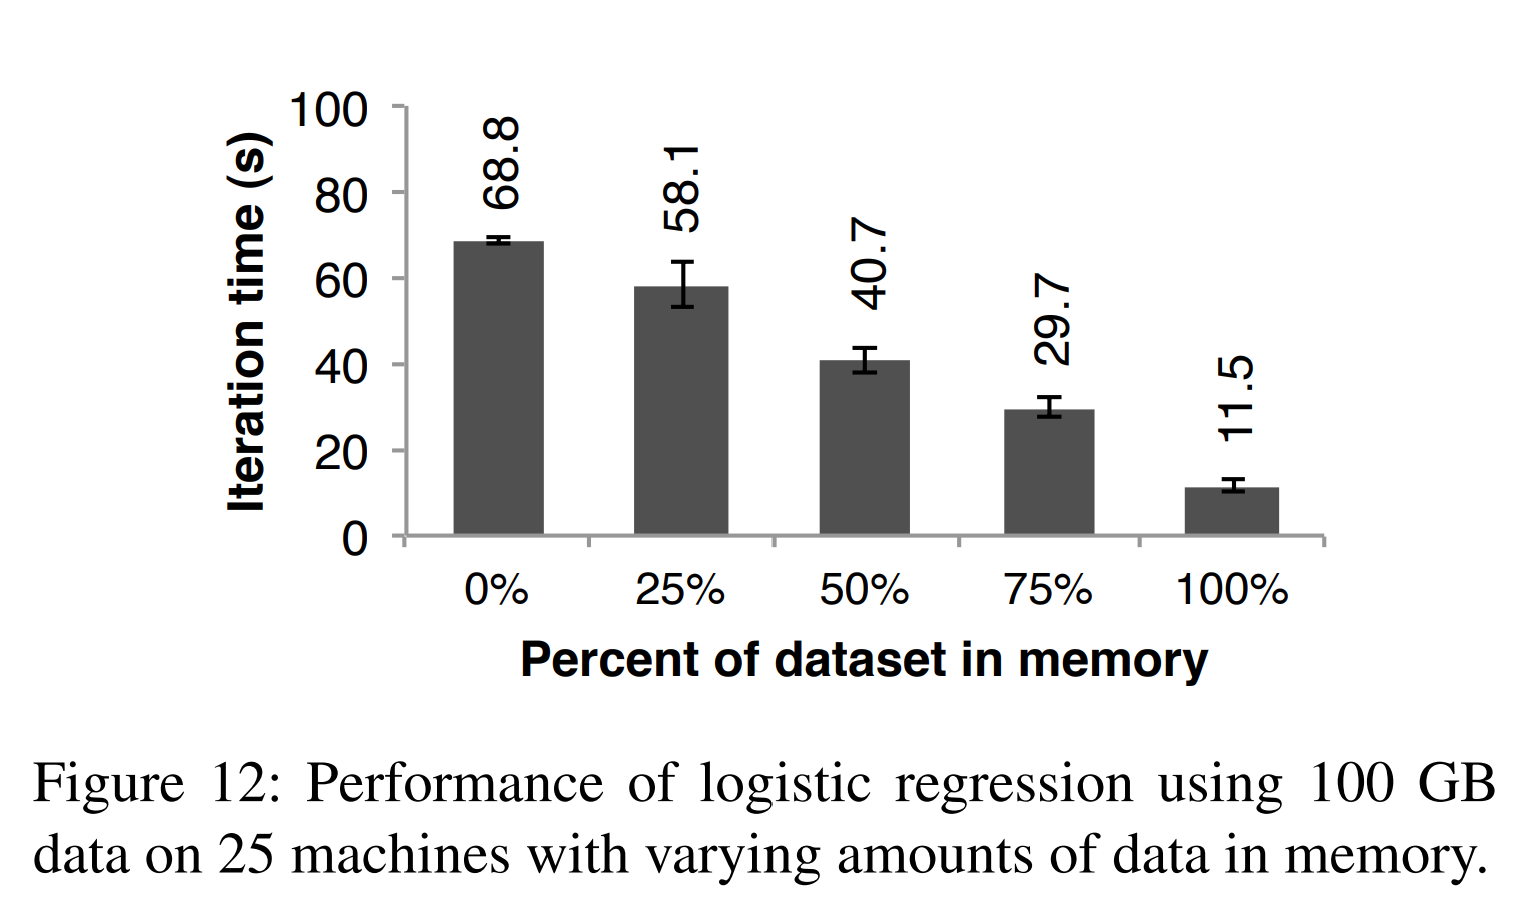 100
80
60
40
20
0
Iteration time (s)
68.8
58.1
40.7
29.7
11.5
0% 25% 50% 75% 100%
Percent of dataset in memory
Figure 12: Performance of logistic regression using 100 GB
data on 25 machines with varying amounts of data in memory.